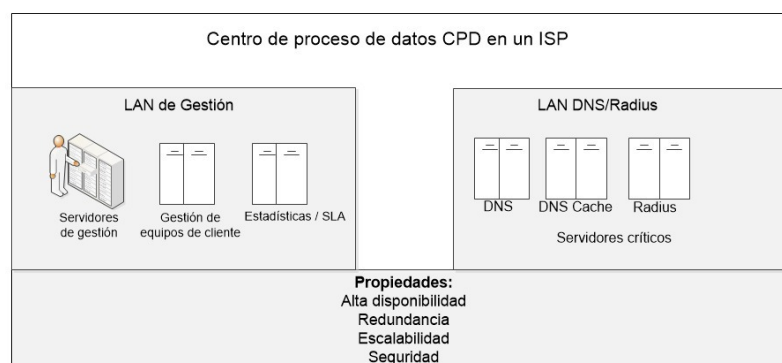 Centro de proceso de datos CPD en un ISP
LAN de Gestión
Servidores
de gestión
Gestión de
equipos de cliente
Estadísticas / SLA
LAN DNS/Radius
DNS
DNS Cache
Radius
Servidores críticos
Propiedades:
Alta disponibilidad
Redundancia
Escalabilidad
Seguridad